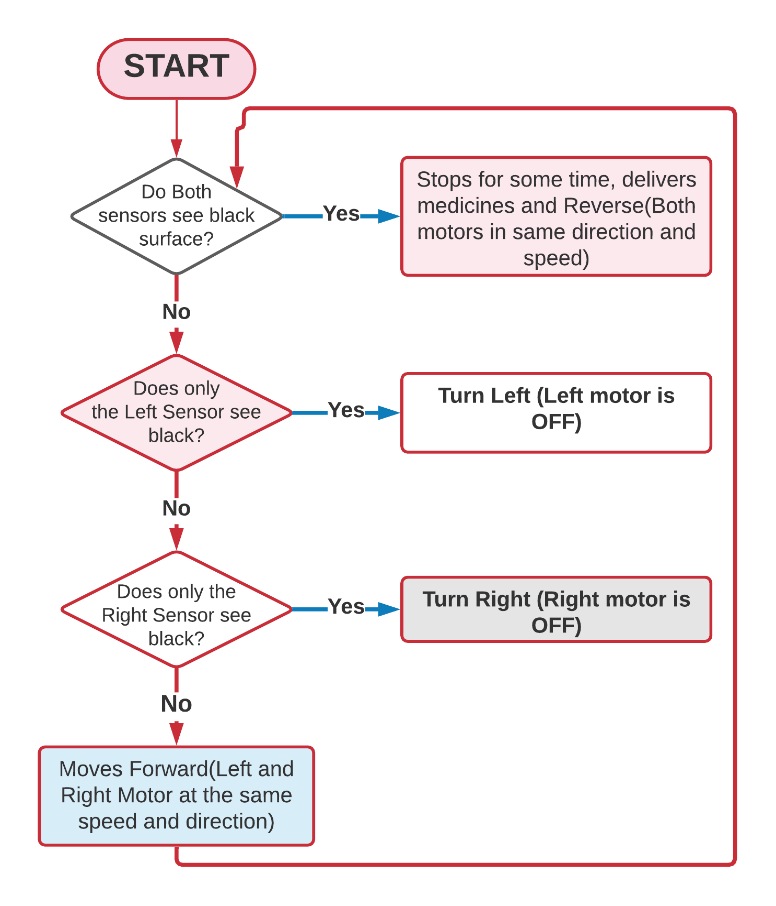 START
Do Both
sensors see black
surface?
Yes
Stops for some time, delivers
medicines and Reverse(Both
motors in same direction and
speed)
No
Does only
the Left Sensor see
black?
Yes
Turn Left (Left motor is
OFF)
No
Does only the
Right Sensor see
black?
Yes
Turn Right (Right motor is
OFF)
No
Moves Forward(Left and
Right Motor at the same
speed and direction)